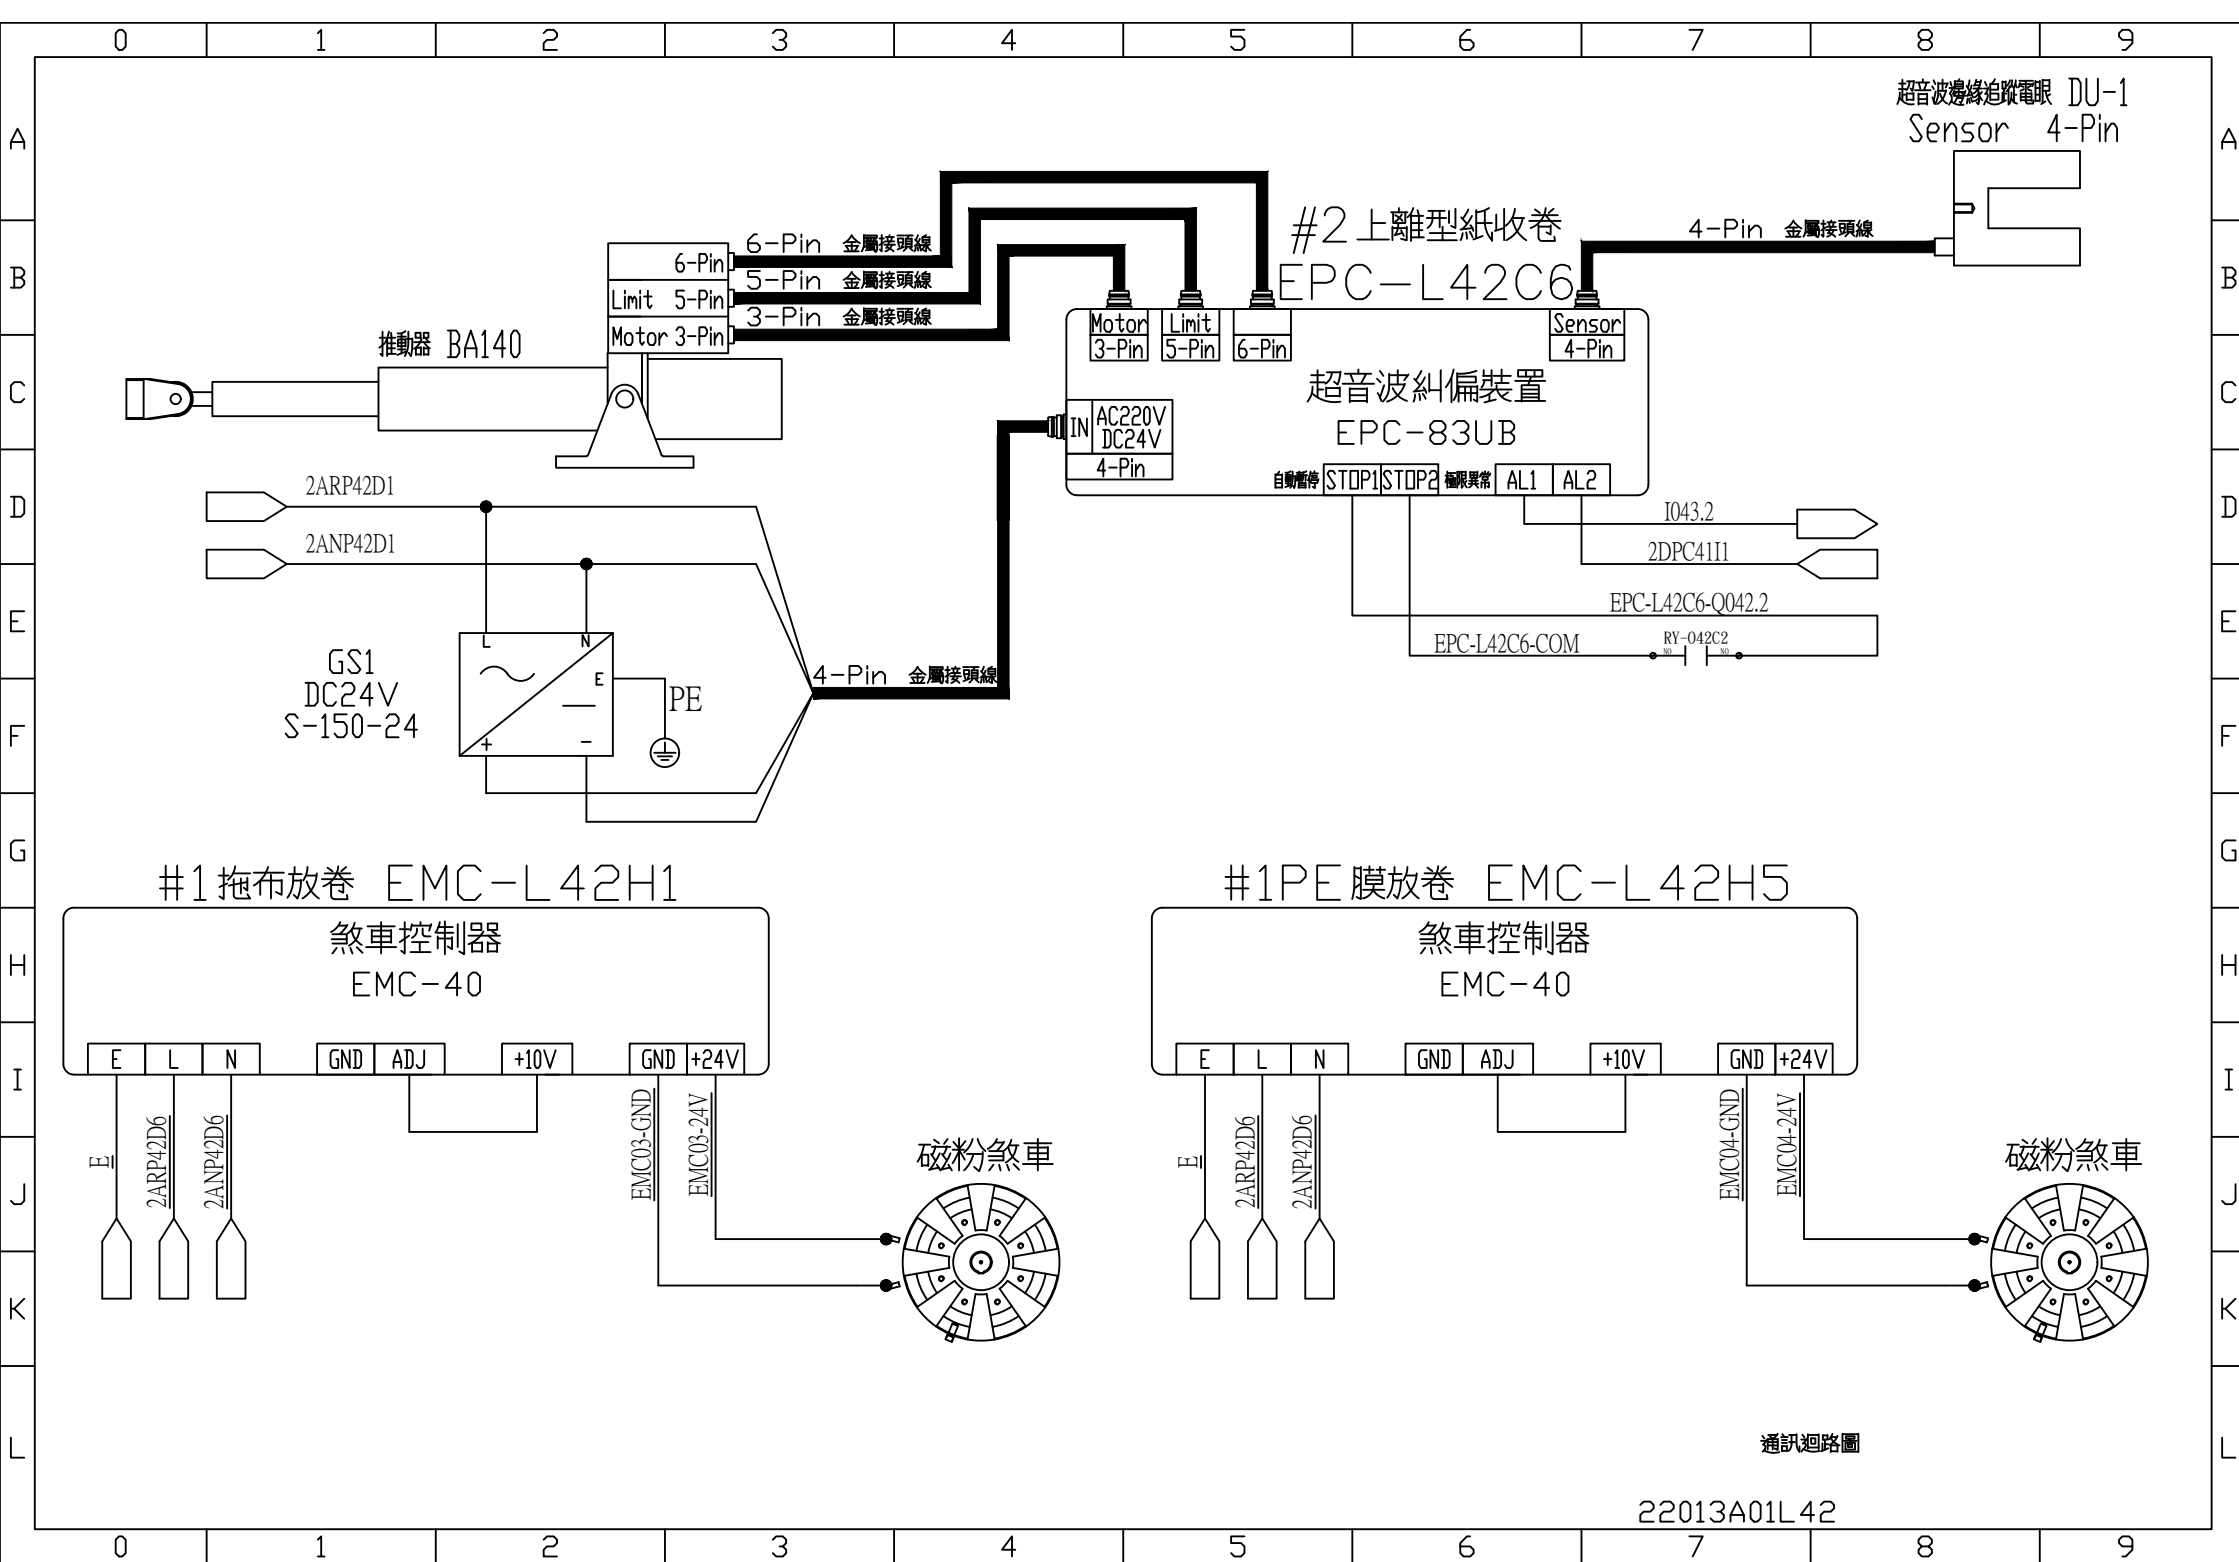 0 1 2 3 4 5 6 7 8 9
A A
B B
C C
D D
E E
F F
G G
H H
I I
J J
K K
L L
超音波邊緣追蹤電眼 DU-1
Sensor 4-Pin
4-Pin 金屬接頭線
#2上離型紙收卷
EPC-L42C6
6-Pin 金屬接頭線
5-Pin 金屬接頭線
3-Pin 金屬接頭線
6-Pin
Limit 5-Pin
Motor 3-Pin
推動器 BA140
Motor
3-Pin
Limit
5-Pin
6-Pin
Sensor
4-Pin
超音波糾偏裝置
EPC-83UB
IN
AC220V
DC24V
4-Pin
自動暫停 STOP1 STOP2 極限異常 AL1 AL2
I043.2
2DPC41I1
EPC-L42C6-Q042.2
EPC-L42C6-COM
RY-042C2
NO NO
2ARP42D1
2ANP42D1
GS1
DC24V
S-150-24
L N
E
+ -
PE
4-Pin 金屬接頭線
#1拖布放卷 EMC-L42H1
煞車控制器
EMC-40
E L N GND ADJ +10V GND +24V
E
2ARP42D6
2ANP42D6
EMC03-GND
EMC03-24V
磁粉煞車
#1PE膜放卷 EMC-L42H5
煞車控制器
EMC-40
E L N GND ADJ +10V GND +24V
E
2ARP42D6
2ANP42D6
EMC04-GND
EMC04-24V
磁粉煞車
通訊迴路圖
22013A01L42
0 1 2 3 4 5 6 7 8 9